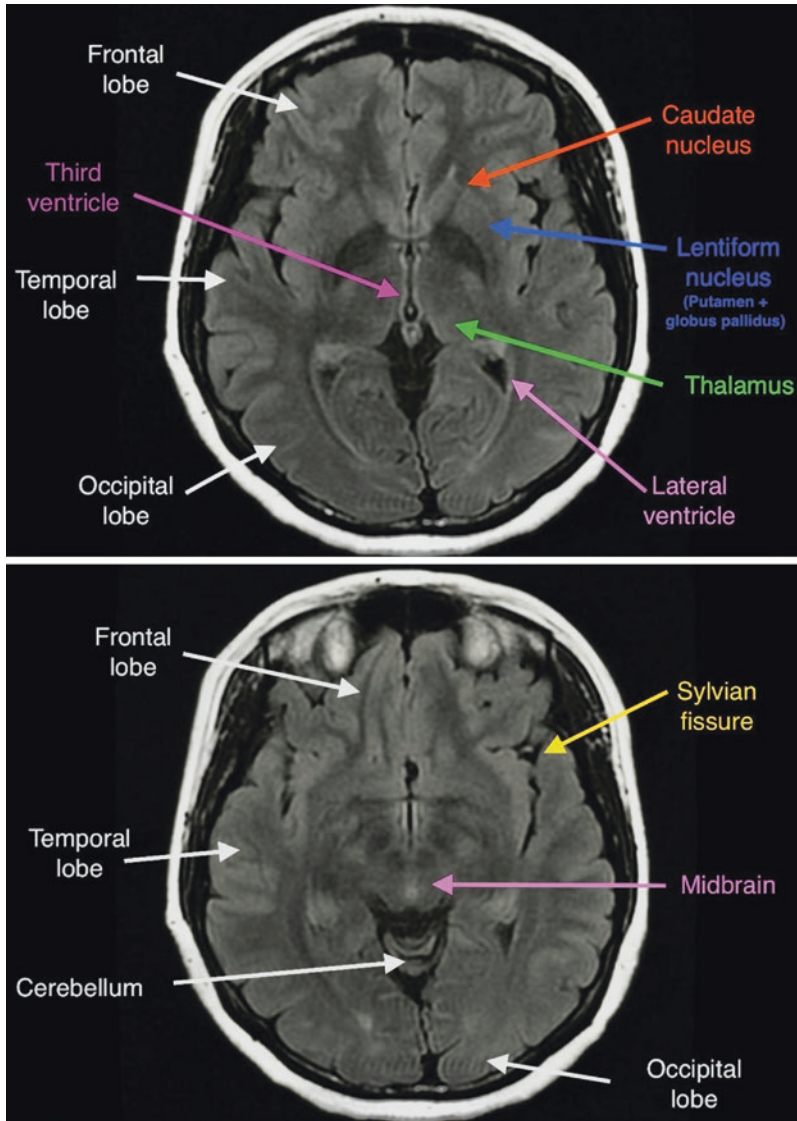 Frontal
lobe
Caudate
nucleus
Third
ventricle
Lentiform
nucleus
(Putamen +
globus pallidus)
Temporal
lobe
Thalamus
Occipital
lobe
Lateral
ventricle
Frontal
lobe
Sylvian
fissure
Temporal
lobe
Midbrain
Cerebellum
Occipital
lobe